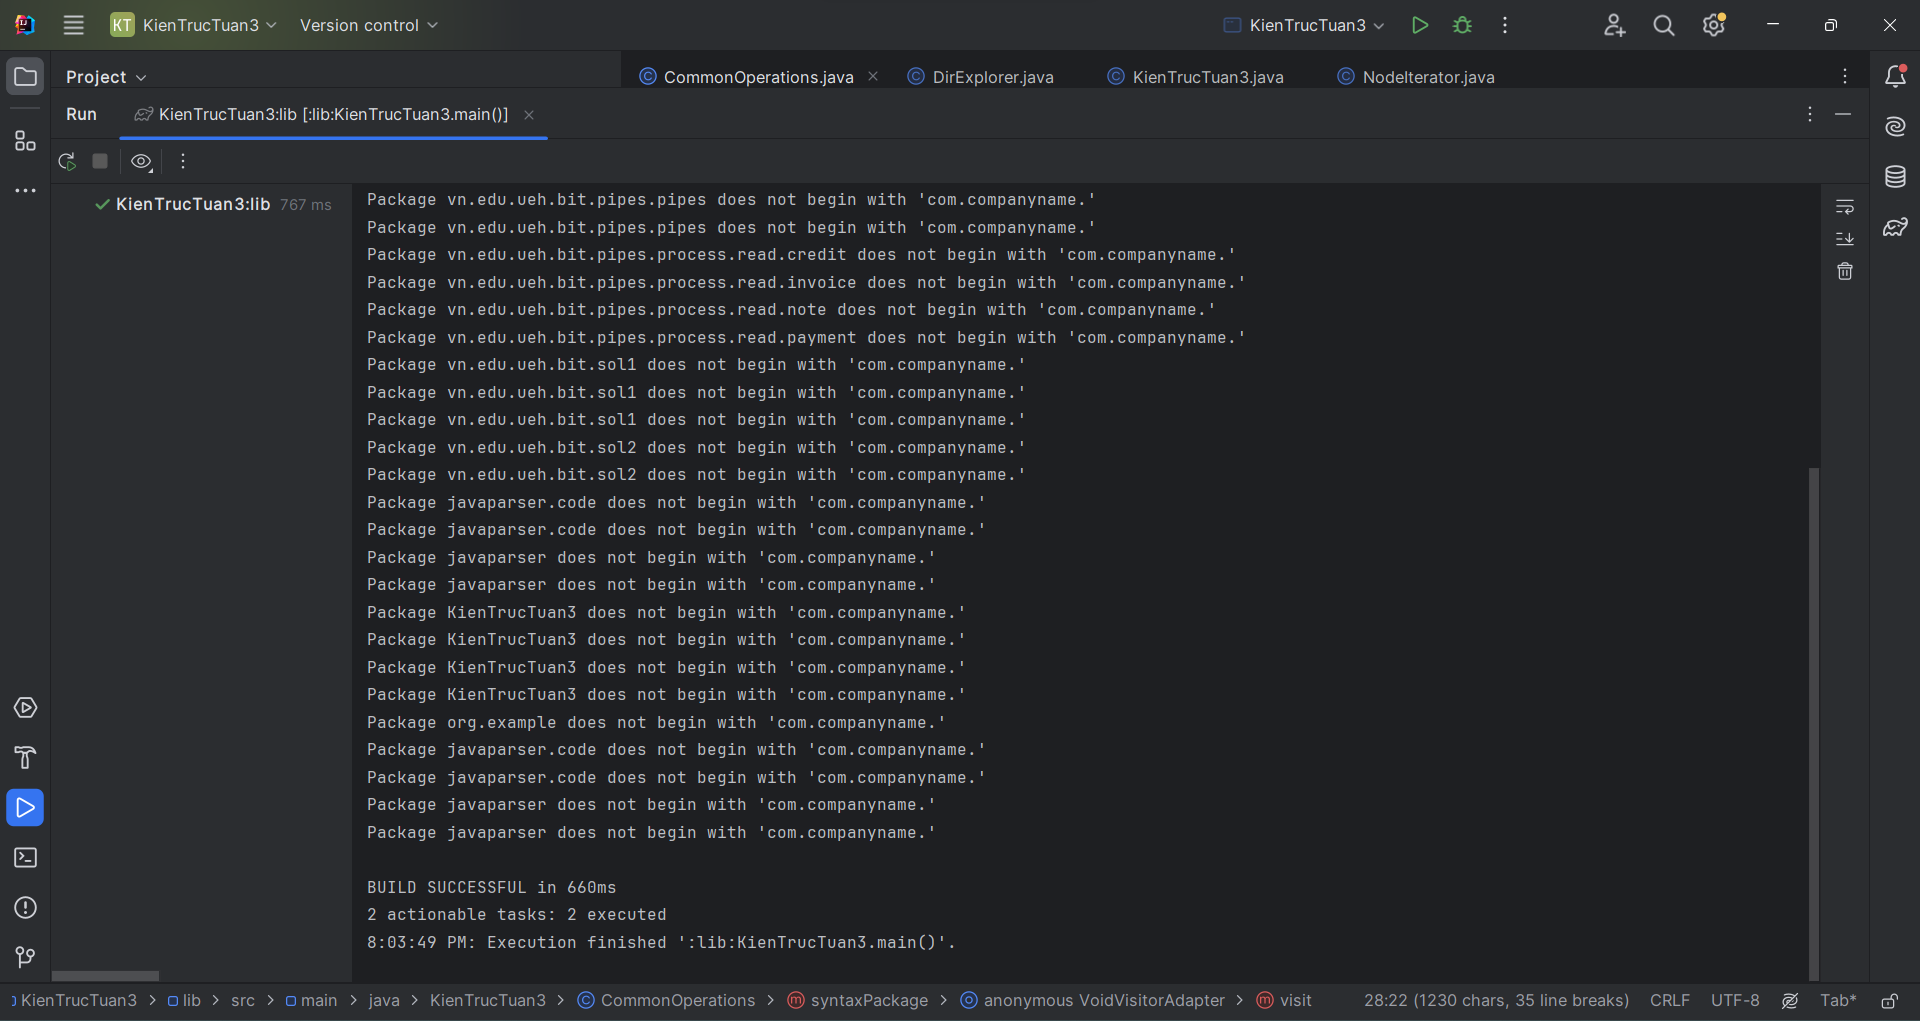 KT KienTrucTuan3 Version control KienTrucTuan3
Project CommonOperations.java DirExplorer.java KienTrucTuan3.java NodeIterator.java
Run KienTrucTuan3:lib [:lib:KienTrucTuan3.main()]
KienTrucTuan3:lib 767 ms
Package vn.edu.ueh.bit.pipes.pipes does not begin with 'com.companyname.'
Package vn.edu.ueh.bit.pipes.pipes does not begin with 'com.companyname.'
Package vn.edu.ueh.bit.pipes.process.read.credit does not begin with 'com.companyname.'
Package vn.edu.ueh.bit.pipes.process.read.invoice does not begin with 'com.companyname.'
Package vn.edu.ueh.bit.pipes.process.read.note does not begin with 'com.companyname.'
Package vn.edu.ueh.bit.pipes.process.read.payment does not begin with 'com.companyname.'
Package vn.edu.ueh.bit.sol1 does not begin with 'com.companyname.'
Package vn.edu.ueh.bit.sol1 does not begin with 'com.companyname.'
Package vn.edu.ueh.bit.sol1 does not begin with 'com.companyname.'
Package vn.edu.ueh.bit.sol2 does not begin with 'com.companyname.'
Package vn.edu.ueh.bit.sol2 does not begin with 'com.companyname.'
Package javaparser.code does not begin with 'com.companyname.'
Package javaparser.code does not begin with 'com.companyname.'
Package javaparser does not begin with 'com.companyname.'
Package javaparser does not begin with 'com.companyname.'
Package KienTrucTuan3 does not begin with 'com.companyname.'
Package KienTrucTuan3 does not begin with 'com.companyname.'
Package KienTrucTuan3 does not begin with 'com.companyname.'
Package KienTrucTuan3 does not begin with 'com.companyname.'
Package org.example does not begin with 'com.companyname.'
Package javaparser.code does not begin with 'com.companyname.'
Package javaparser.code does not begin with 'com.companyname.'
Package javaparser does not begin with 'com.companyname.'
Package javaparser does not begin with 'com.companyname.'
BUILD SUCCESSFUL in 660ms
2 actionable tasks: 2 executed
8:03:49 PM: Execution finished ':lib:KienTrucTuan3.main()'.
KienTrucTuan3 > lib > src > main > java > KienTrucTuan3 > CommonOperations > syntaxPackage > anonymous VoidVisitorAdapter > visit 28:22 (1230 chars, 35 line breaks) CRLF UTF-8 Tab*